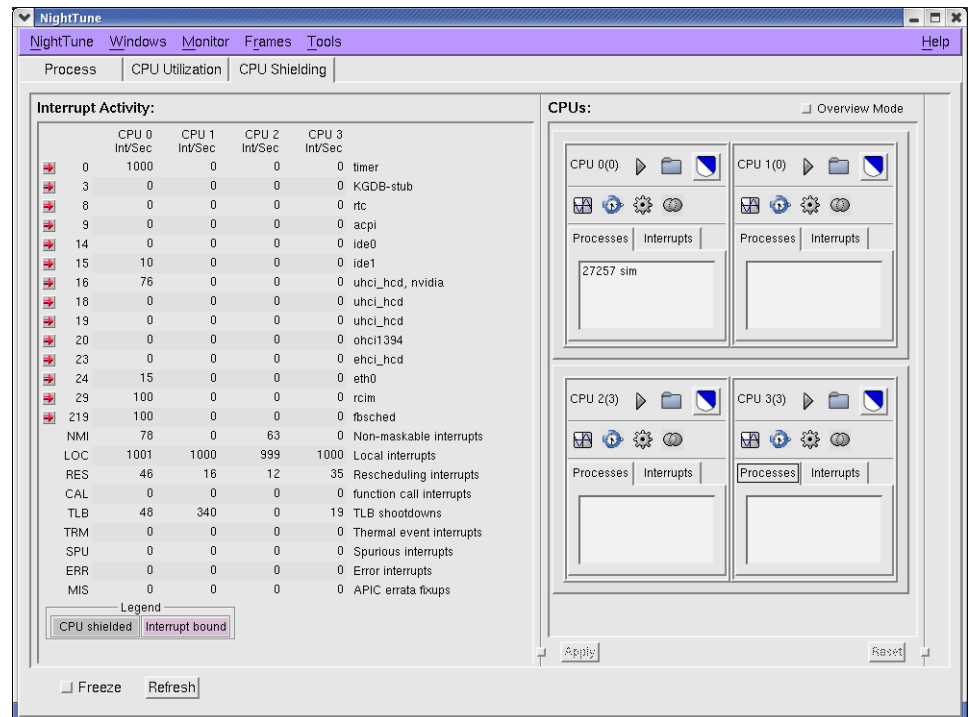 NightTune
NightTune Windows Monitor Frames Tools Help
Process CPU Utilization CPU Shielding
Interrupt Activity:
CPU 0 CPU 1 CPU 2 CPU 3
Int/Sec Int/Sec Int/Sec Int/Sec
0 1000 0 0 0 timer
3 0 0 0 0 KGDB-stub
8 0 0 0 0 rtc
9 0 0 0 0 acpi
14 0 0 0 0 ide0
15 10 0 0 0 ide1
16 76 0 0 0 uhci_hcd, nvidia
18 0 0 0 0 uhci_hcd
19 0 0 0 0 uhci_hcd
20 0 0 0 0 ohci1394
23 0 0 0 0 ehci_hcd
24 15 0 0 0 eth0
29 100 0 0 0 rcim
219 100 0 0 0 fbsched
NMI 78 0 63 0 Non-maskable interrupts
LOC 1001 1000 999 1000 Local interrupts
RES 46 16 12 35 Rescheduling interrupts
CAL 0 0 0 0 function call interrupts
TLB 48 340 0 19 TLB shootdowns
TRM 0 0 0 0 Thermal event interrupts
SPU 0 0 0 0 Spurious interrupts
ERR 0 0 0 0 Error interrupts
MIS 0 0 0 0 APIC errata fixups
Legend
CPU shielded Interrupt bound
CPUs: Overview Mode
CPU 0(0) CPU 1(0)
Processes Interrupts Processes Interrupts
27257 sim
CPU 2(3) CPU 3(3)
Processes Interrupts Processes Interrupts
Apply Reset
Freeze Refresh